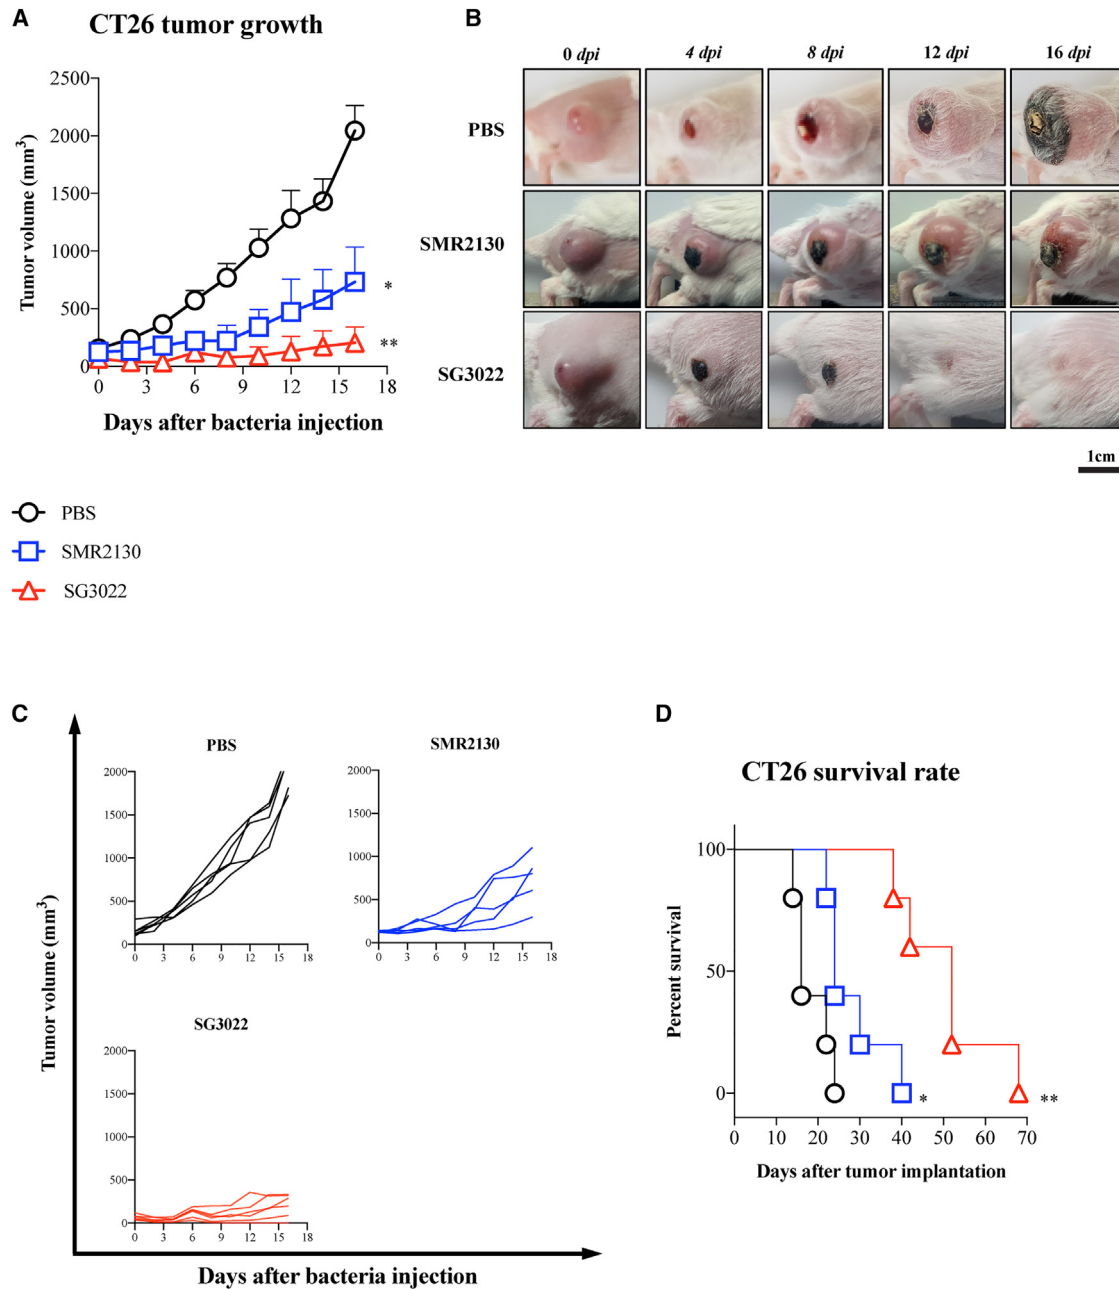 A
CT26 tumor growth
2500
2000
1500
1000
500
0
Tumor volume (mm3)
*
**
0 3 6 9 12 15 18
Days after bacteria injection
PBS
SMR2130
SG3022
B
0 dpi 4 dpi 8 dpi 12 dpi 16 dpi
PBS
SMR2130
SG3022
1cm
C
Tumor volume (mm3)
PBS
2000
1500
1000
500
0
0 3 6 9 12 15 18
SMR2130
2000
1500
1000
500
0
0 3 6 9 12 15 18
SG3022
2000
1500
1000
500
0
0 3 6 9 12 15 18
Days after bacteria injection
D
CT26 survival rate
100
50
0
Percent survival
*
**
0 10 20 30 40 50 60 70
Days after tumor implantation